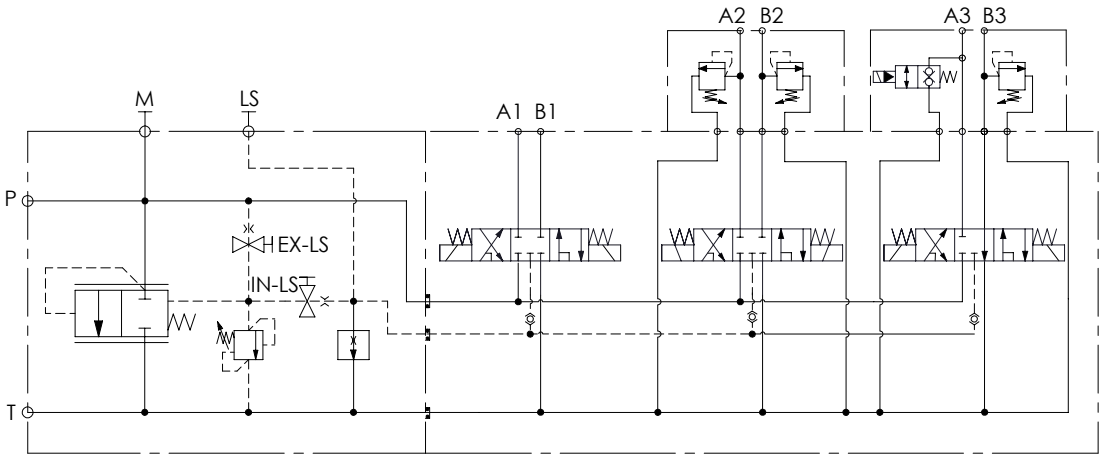 A2 B2
A3 B3
M
LS
A1 B1
P
EX-LS
IN-LS
T